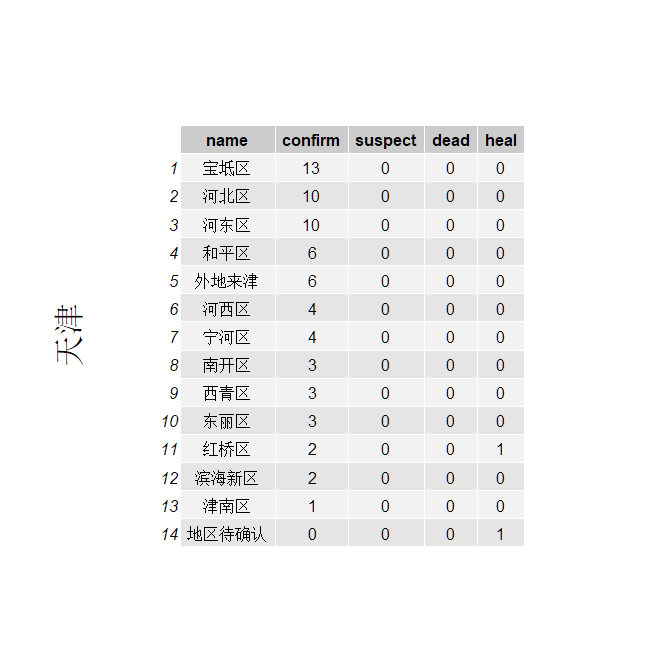 天津
name confirm suspect dead heal
1 宝坻区 13 0 0 0
2 河北区 10 0 0 0
3 河东区 10 0 0 0
4 和平区 6 0 0 0
5 外地来津 6 0 0 0
6 河西区 4 0 0 0
7 宁河区 4 0 0 0
8 南开区 3 0 0 0
9 西青区 3 0 0 0
10 东丽区 3 0 0 0
11 红桥区 2 0 0 1
12 滨海新区 2 0 0 0
13 津南区 1 0 0 0
14 地区待确认 0 0 0 1